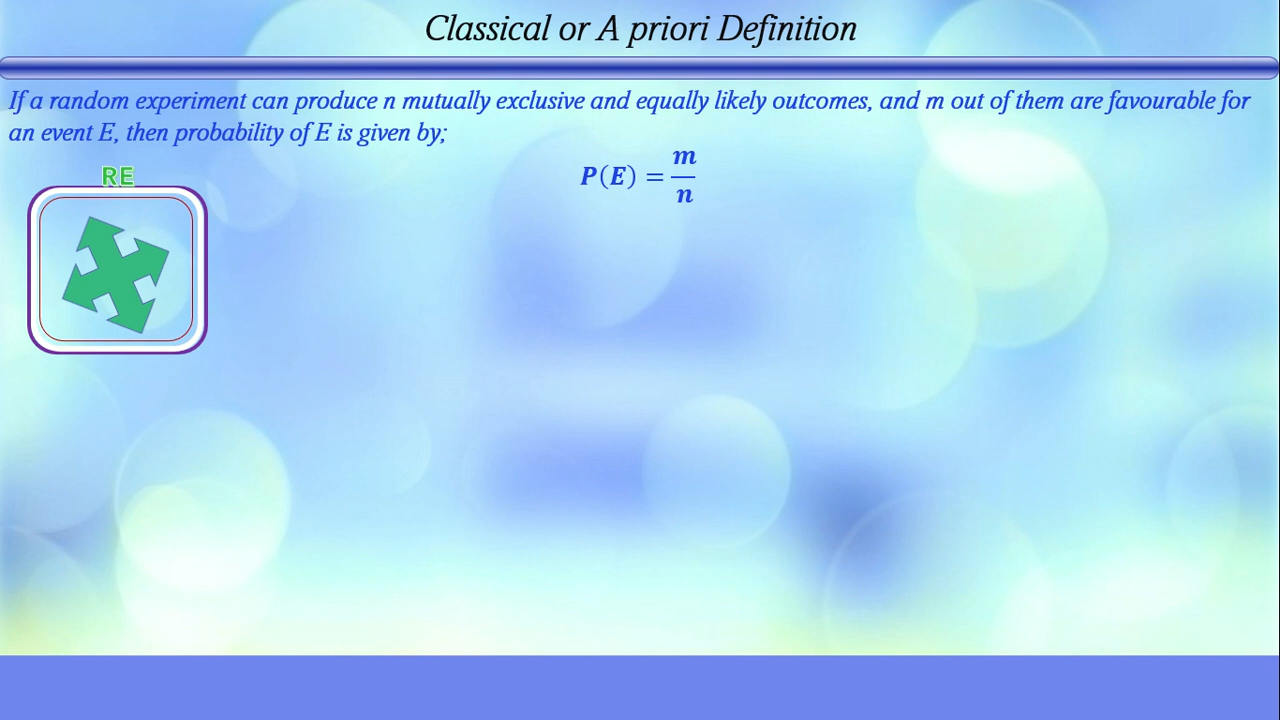 Classical or A priori Definition
If a random experiment can produce n mutually exclusive and equally likely outcomes, and m out of them are favourable for
an event E, then probability of E is given by;
P(E) = m/n
RE